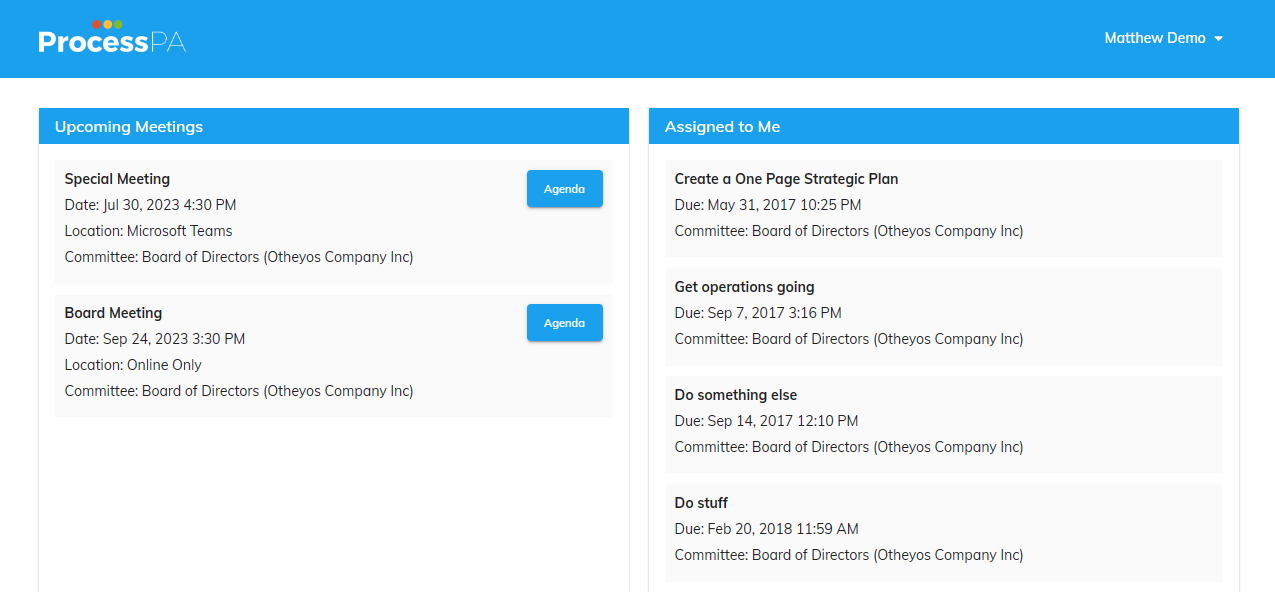 ProcessPA
Matthew Demo
Upcoming Meetings
Special Meeting
Agenda
Date: Jul 30, 2023 4:30 PM
Location: Microsoft Teams
Committee: Board of Directors (Otheyos Company Inc)
Board Meeting
Agenda
Date: Sep 24, 2023 3:30 PM
Location: Online Only
Committee: Board of Directors (Otheyos Company Inc)
Assigned to Me
Create a One Page Strategic Plan
Due: May 31, 2017 10:25 PM
Committee: Board of Directors (Otheyos Company Inc)
Get operations going
Due: Sep 7, 2017 3:16 PM
Committee: Board of Directors (Otheyos Company Inc)
Do something else
Due: Sep 14, 2017 12:10 PM
Committee: Board of Directors (Otheyos Company Inc)
Do stuff
Due: Feb 20, 2018 11:59 AM
Committee: Board of Directors (Otheyos Company Inc)